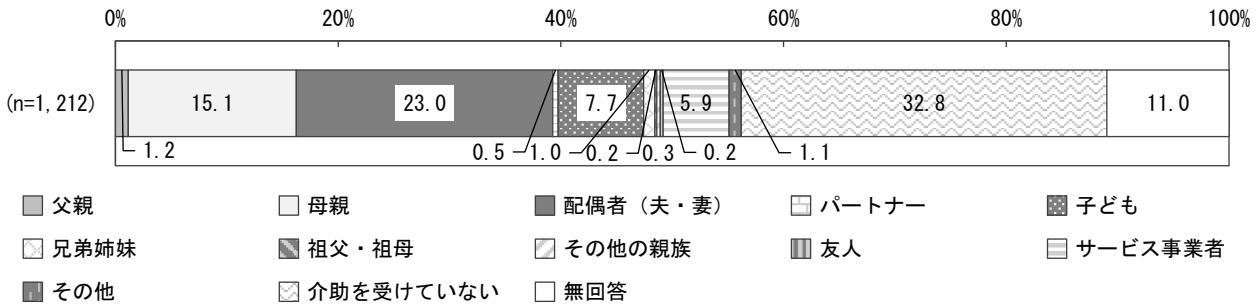 0% 20% 40% 60% 80% 100%
(n=1,212) 15.1 23.0 7.7 5.9 32.8 11.0
1.2 0.5 1.0 0.2 0.3 0.2 1.1
父親 母親 配偶者（夫・妻） パートナー 子ども
兄弟姉妹 祖父・祖母 その他の親族 友人 サービス事業者
その他 介助を受けていない 無回答